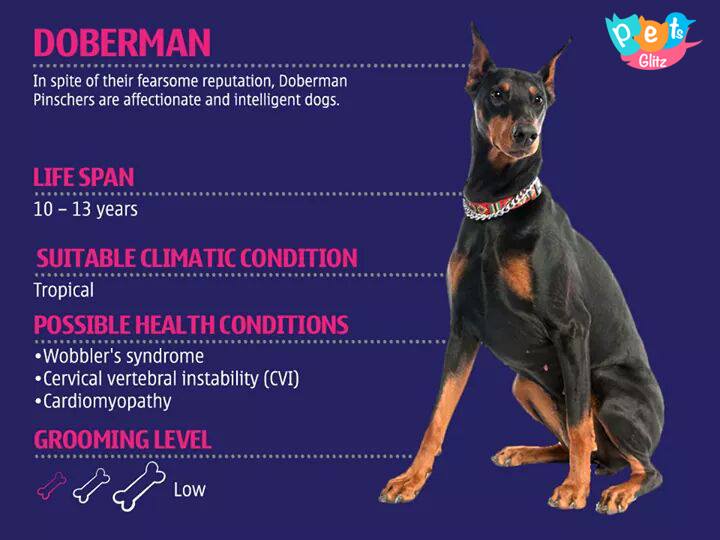 DOBERMAN
In spite of their fearsome reputation, Doberman
Pinschers are affectionate and intelligent dogs.
Pets
Glitz
LIFE SPAN
10 – 13 years
SUITABLE CLIMATIC CONDITION
Tropical
POSSIBLE HEALTH CONDITIONS
•Wobbler's syndrome
•Cervical vertebral instability (CVI)
•Cardiomyopathy
GROOMING LEVEL
Low